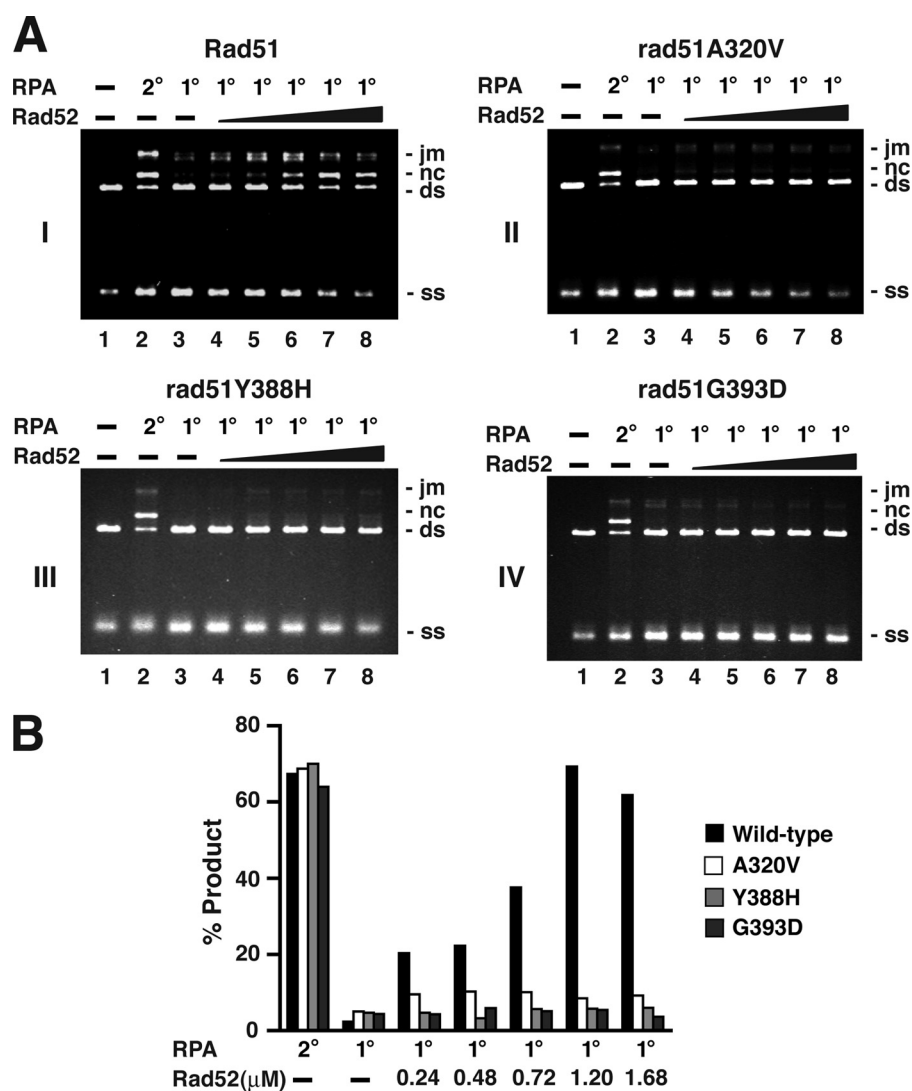 A
Rad51
RPA – 2° 1° 1° 1° 1° 1° 1°
Rad52 – – –
- jm
- nc
- ds
I
- ss
1 2 3 4 5 6 7 8
rad51A320V
RPA – 2° 1° 1° 1° 1° 1° 1°
Rad52 – – –
- jm
- nc
- ds
II
- ss
1 2 3 4 5 6 7 8
rad51Y388H
RPA – 2° 1° 1° 1° 1° 1° 1°
Rad52 – – –
- jm
- nc
- ds
III
- ss
1 2 3 4 5 6 7 8
rad51G393D
RPA – 2° 1° 1° 1° 1° 1° 1°
Rad52 – – –
- jm
- nc
- ds
IV
- ss
1 2 3 4 5 6 7 8
B
80
60
40
20
0
% Product
Wild-type
A320V
Y388H
G393D
RPA 2° 1° 1° 1° 1° 1° 1°
Rad52(μM) – – 0.24 0.48 0.72 1.20 1.68